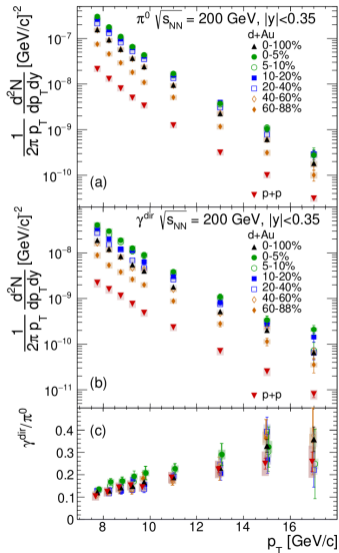 π⁰ √s_NN = 200 GeV, |y|<0.35
d+Au
0-100%
0-5%
5-10%
10-20%
20-40%
40-60%
60-88%
p+p
10⁻⁷
10⁻⁸
10⁻⁹
10⁻¹⁰
1/(2π p_T) d²N/(dp_T dy) [GeV/c]⁻²
(a)
γ^dir √s_NN = 200 GeV, |y|<0.35
d+Au
0-100%
0-5%
5-10%
10-20%
20-40%
40-60%
60-88%
p+p
10⁻⁸
10⁻⁹
10⁻¹⁰
10⁻¹¹
1/(2π p_T) d²N/(dp_T dy) [GeV/c]⁻²
(b)
γ^dir/π⁰
(c)
0.4
0.3
0.2
0.1
0
6 8 10 12 14 16 18
p_T [GeV/c]